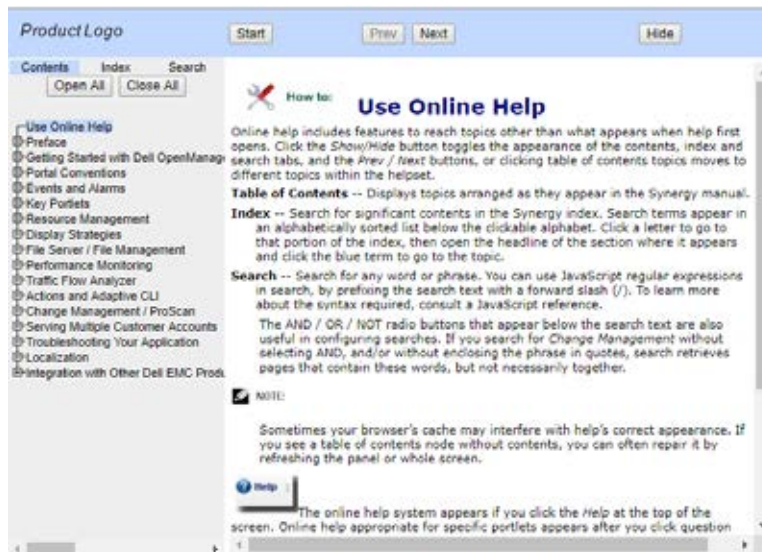 Product Logo
Start
Prev
Next
Hide
Contents
Index
Search
Open All
Close All
Use Online Help
Preface
Getting Started with Dell OpenManag
Portal Conventions
Events and Alarms
Key Portlets
Resource Management
Display Strategies
File Server / File Management
Performance Monitoring
Traffic Flow Analyzer
Actions and Adaptive CLI
Change Management / ProScan
Serving Multiple Customer Accounts
Troubleshooting Your Application
Localization
Integration with Other Dell EMC Produ
How to:
Use Online Help
Online help includes features to reach topics other than what appears when help first
opens. Click the Show/Hide button toggles the appearance of the contents, index and
search tabs, and the Prev / Next buttons, or clicking table of contents topics moves to
different topics within the helpset.
Table of Contents -- Displays topics arranged as they appear in the Synergy manual.
Index -- Search for significant contents in the Synergy index. Search terms appear in
an alphabetically sorted list below the clickable alphabet. Click a letter to go to
that portion of the index, then open the headline of the section where it appears
and click the blue term to go to the topic.
Search -- Search for any word or phrase. You can use JavaScript regular expressions
in search, by prefixing the search text with a forward slash (/). To learn more
about the syntax required, consult a JavaScript reference.
The AND / OR / NOT radio buttons that appear below the search text are also
useful in configuring searches. If you search for Change Management without
selecting AND, and/or without enclosing the phrase in quotes, search retrieves
pages that contain these words, but not necessarily together.
NOTE:
Sometimes your browser's cache may interfere with help's correct appearance. If
you see a table of contents node without contents, you can often repair it by
refreshing the panel or whole screen.
Help
The online help system appears if you click the Help at the top of the
screen. Online help appropriate for specific portlets appears after you click question